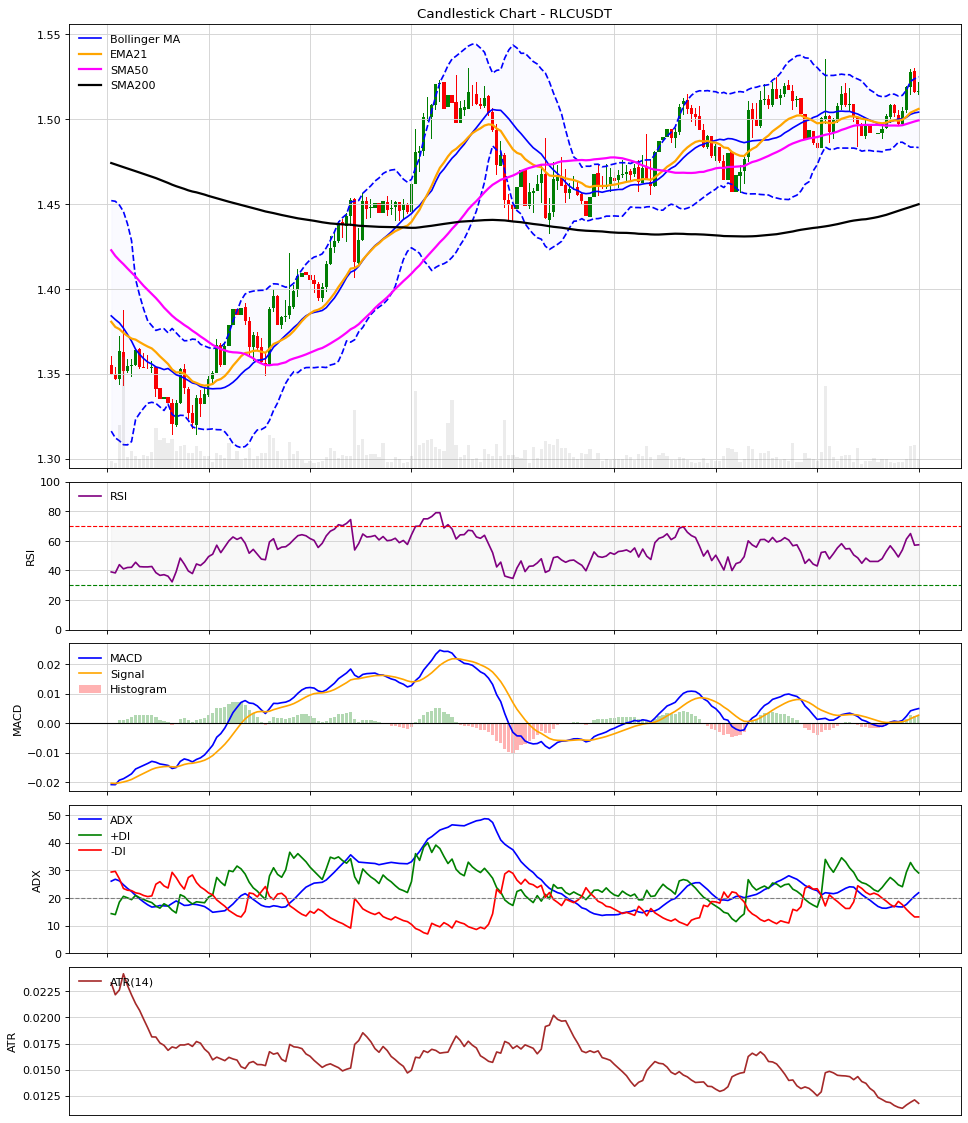 Candlestick Chart - RLCUSDT
1.55
1.50
1.45
1.40
1.35
1.30
Bollinger MA
EMA21
SMA50
SMA200
100
80
60
40
20
0
RSI
RSI
0.02
0.01
0.00
−0.01
−0.02
MACD
MACD
Signal
Histogram
50
40
30
20
10
0
ADX
ADX
+DI
-DI
0.0225
0.0200
0.0175
0.0150
0.0125
ATR
ATR(14)